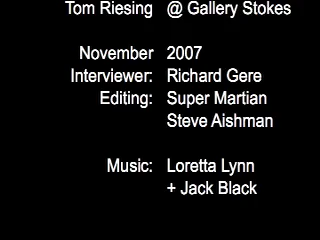 Tom Riesing @ Gallery Stokes
November 2007
Interviewer: Richard Gere
Editing: Super Martian
Steve Aishman
Music: Loretta Lynn
+ Jack Black